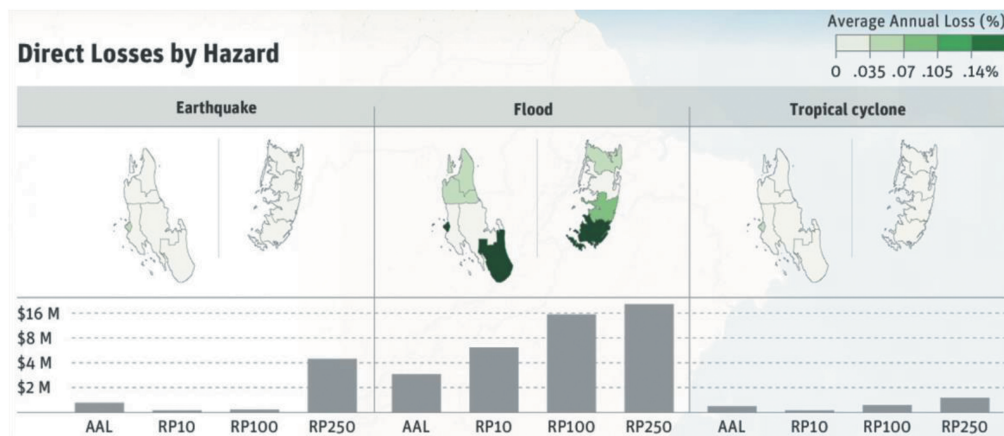 Average Annual Loss (%)
Direct Losses by Hazard
0 .035 .07 .105 .14%
Earthquake Flood Tropical cyclone
$16 M
$8 M
$4 M
$2 M
AAL RP10 RP100 RP250 AAL RP10 RP100 RP250 AAL RP10 RP100 RP250